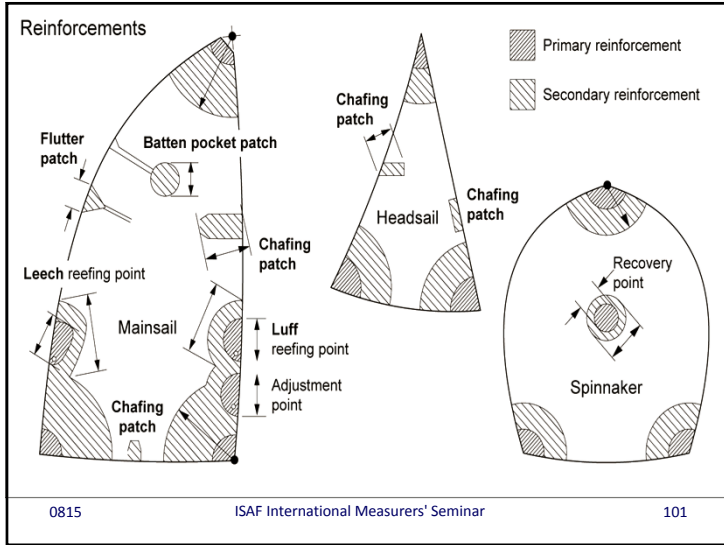 Reinforcements
Primary reinforcement
Secondary reinforcement
Flutter
patch
Batten pocket patch
Chafing
patch
Leech reefing point
Mainsail
Luff
reefing point
Adjustment
point
Chafing
patch
Chafing
patch
Headsail
Chafing
patch
Recovery
point
Spinnaker
0815
ISAF International Measurers' Seminar
101